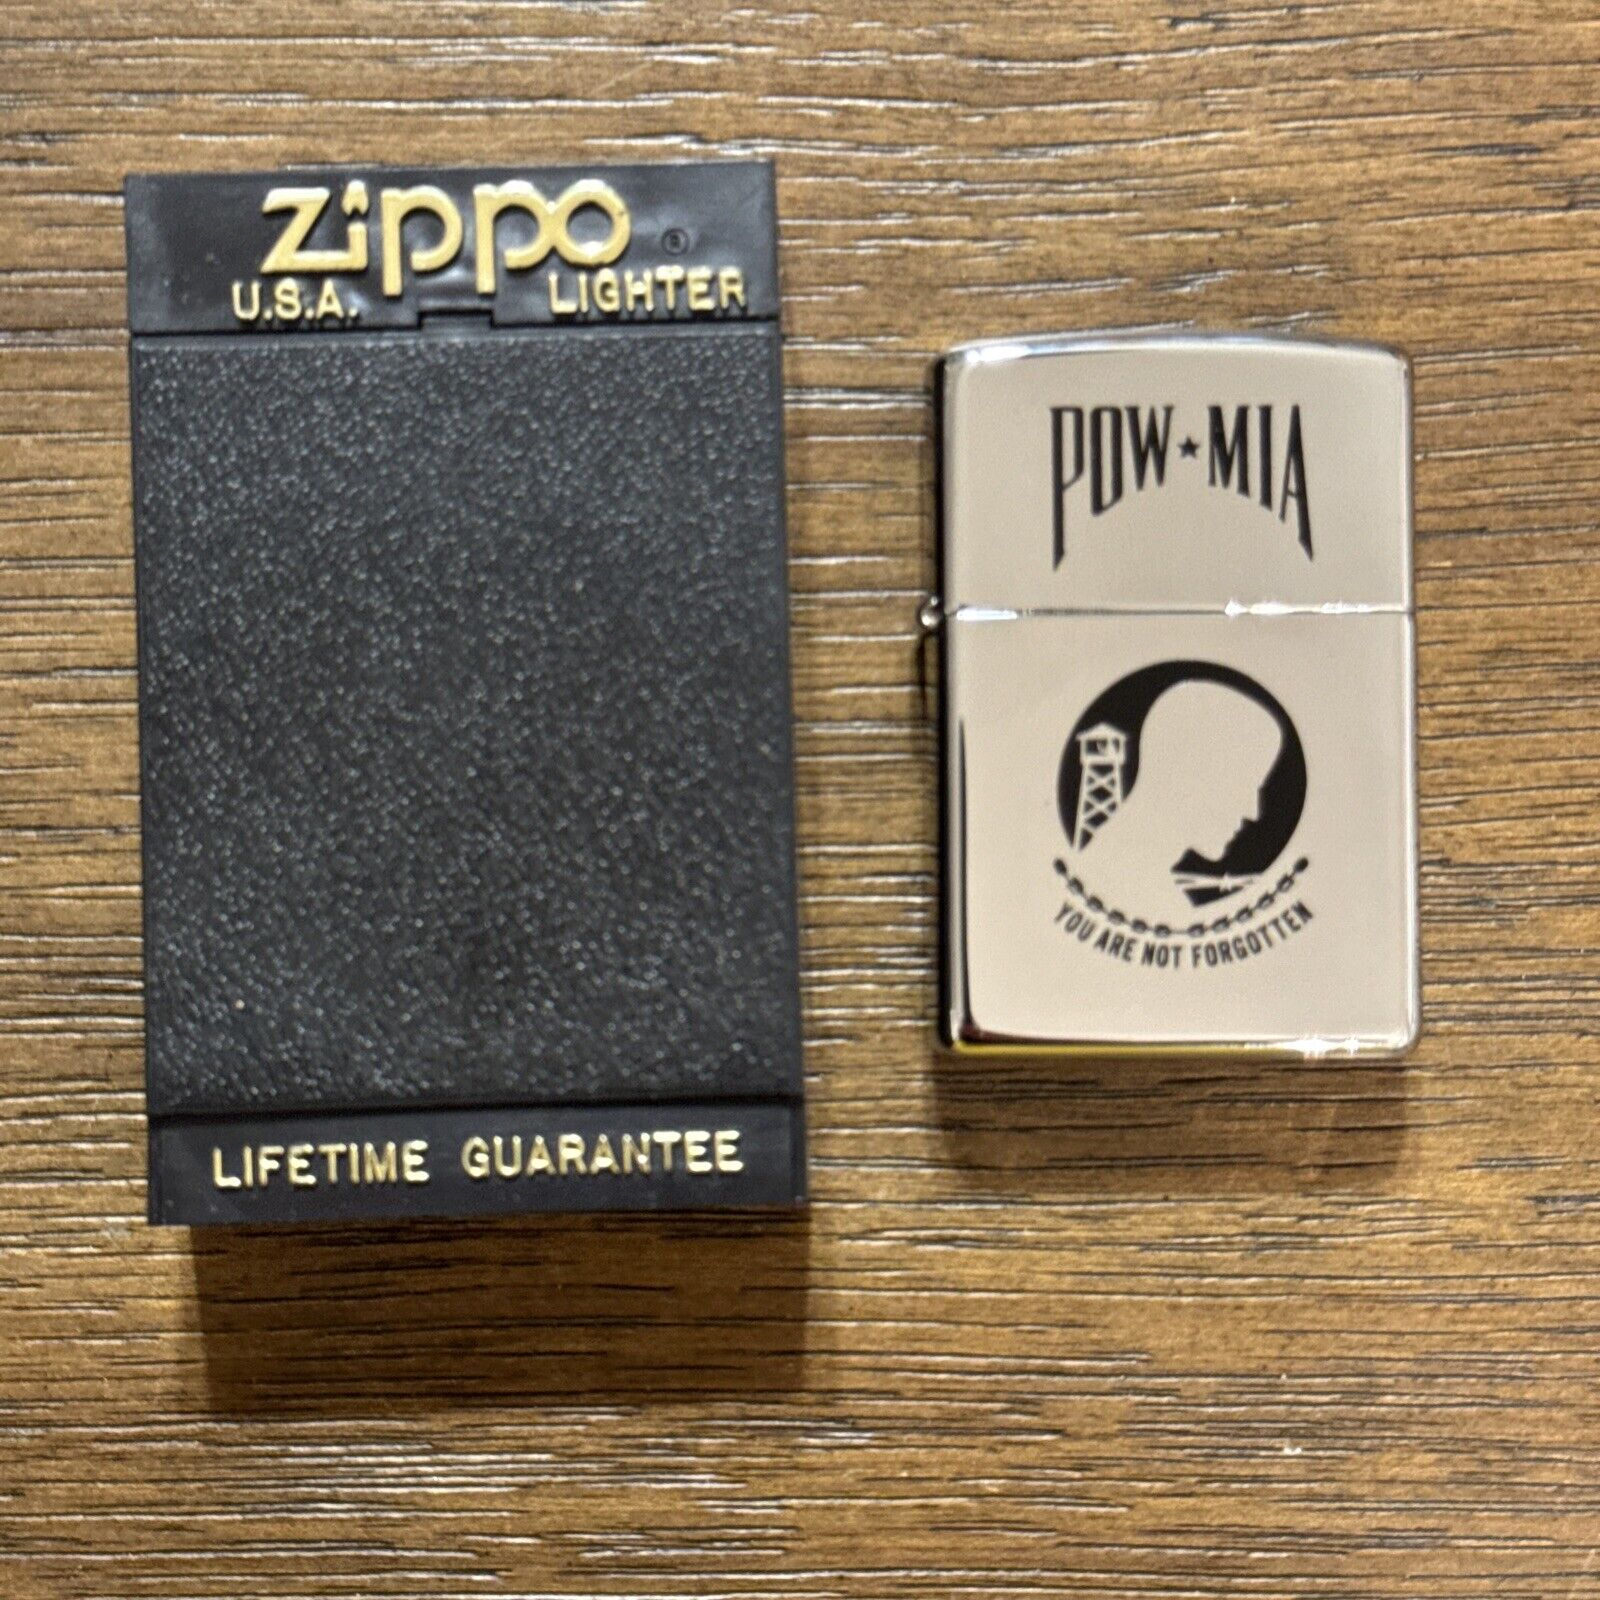 Zippo ®
U.S.A. LIGHTER
LIFETIME GUARANTEE
POW★MIA
YOU ARE NOT FORGOTTEN